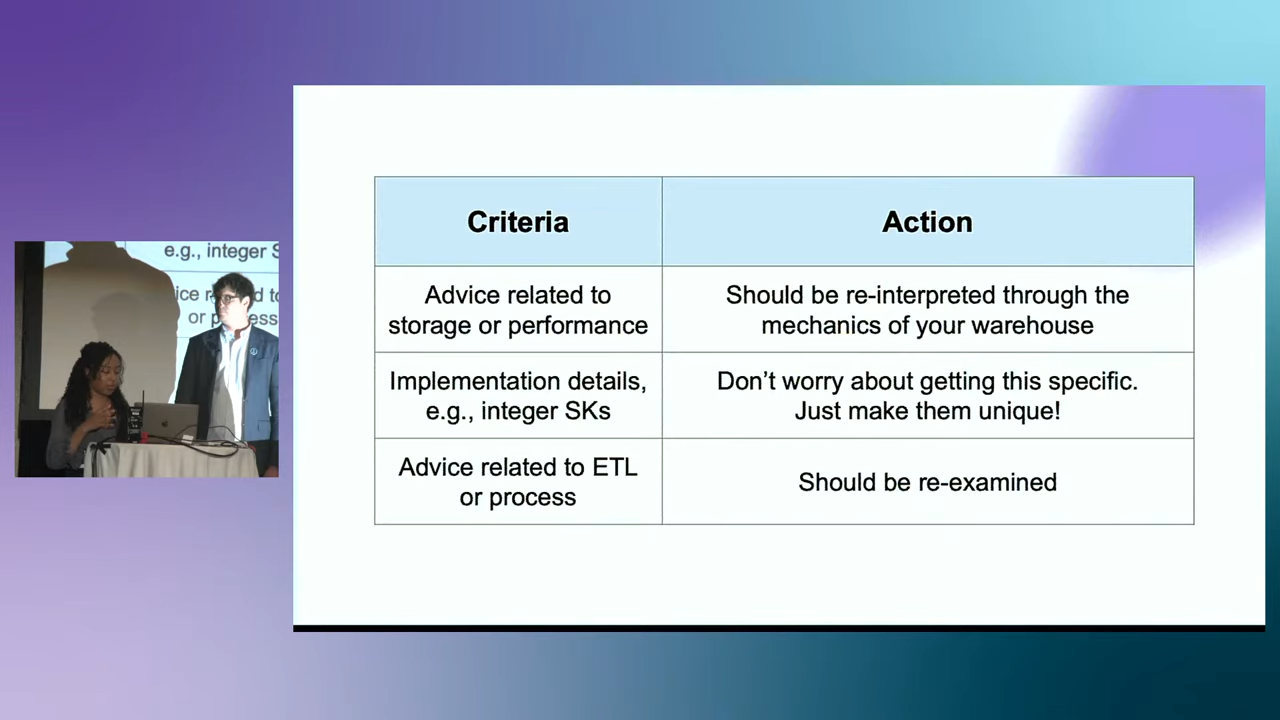 Criteria
Action
Advice related to
storage or performance
Should be re-interpreted through the
mechanics of your warehouse
Implementation details,
e.g., integer SKs
Don’t worry about getting this specific.
Just make them unique!
Advice related to ETL
or process
Should be re-examined
e.g., integer S
or process